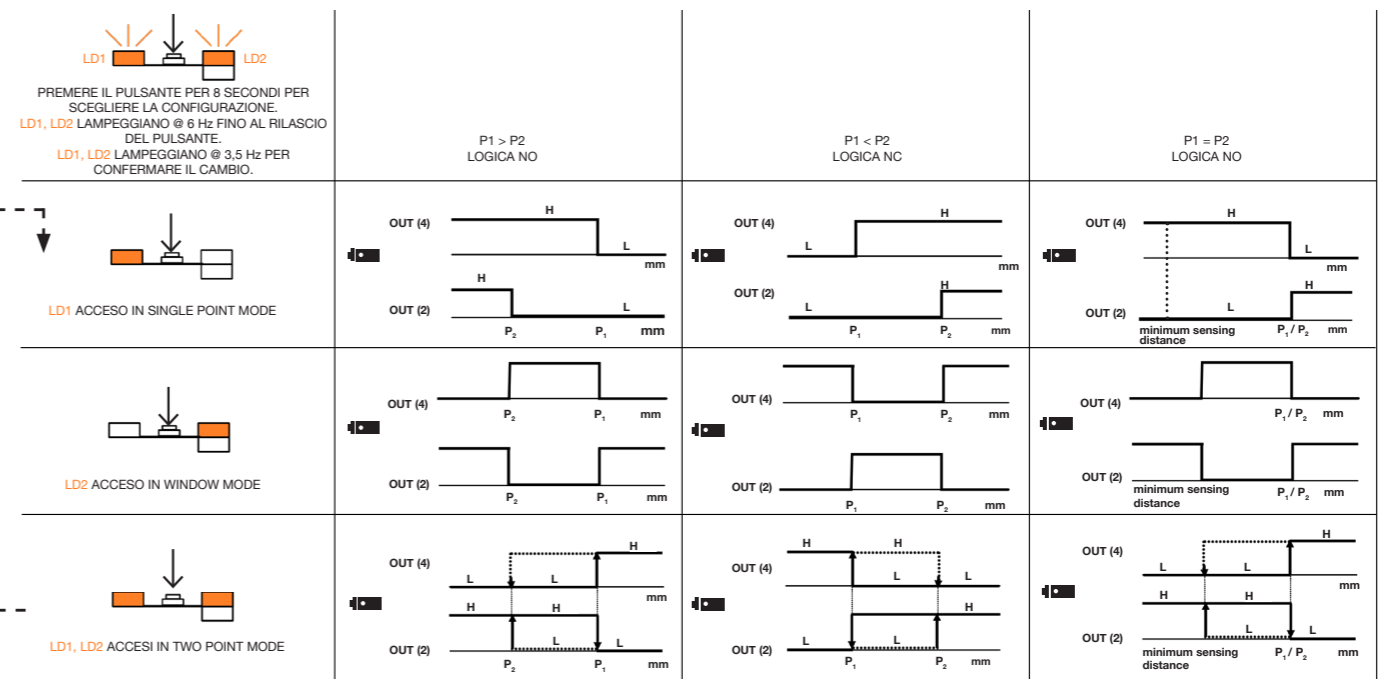 LD1 LD2
PREMERE IL PULSANTE PER 8 SECONDI PER
SCEGLIERE LA CONFIGURAZIONE.
LD1, LD2 LAMPEGGIANO @ 6 Hz FINO AL RILASCIO
DEL PULSANTE.
LD1, LD2 LAMPEGGIANO @ 3,5 Hz PER
CONFERMARE IL CAMBIO.
P1 > P2
LOGICA NO
P1 < P2
LOGICA NC
P1 = P2
LOGICA NO
LD1 ACCESO IN SINGLE POINT MODE
OUT (4) H L mm
H
OUT (2) L
P₂ P₁ mm
OUT (4) H
L mm
OUT (2) H
L
P₁ P₂ mm
OUT (4) H
L mm
H
OUT (2) L
minimum sensing
distance
P₁ / P₂ mm
LD2 ACCESO IN WINDOW MODE
OUT (4)
P₂ P₁ mm
OUT (2)
P₂ P₁ mm
OUT (4)
P₁ P₂ mm
OUT (2)
P₁ P₂ mm
OUT (4)
P₁ / P₂ mm
OUT (2)
minimum sensing
distance
P₁ / P₂ mm
LD1, LD2 ACCESI IN TWO POINT MODE
H
OUT (4)
L L
mm
H H
OUT (2) L L
P₂ P₁ mm
H H
OUT (4)
L L
H
OUT (2) L L
P₁ P₂ mm
H
OUT (4)
L L
mm
H H
OUT (2) L L
minimum sensing
distance
P₁ / P₂ mm